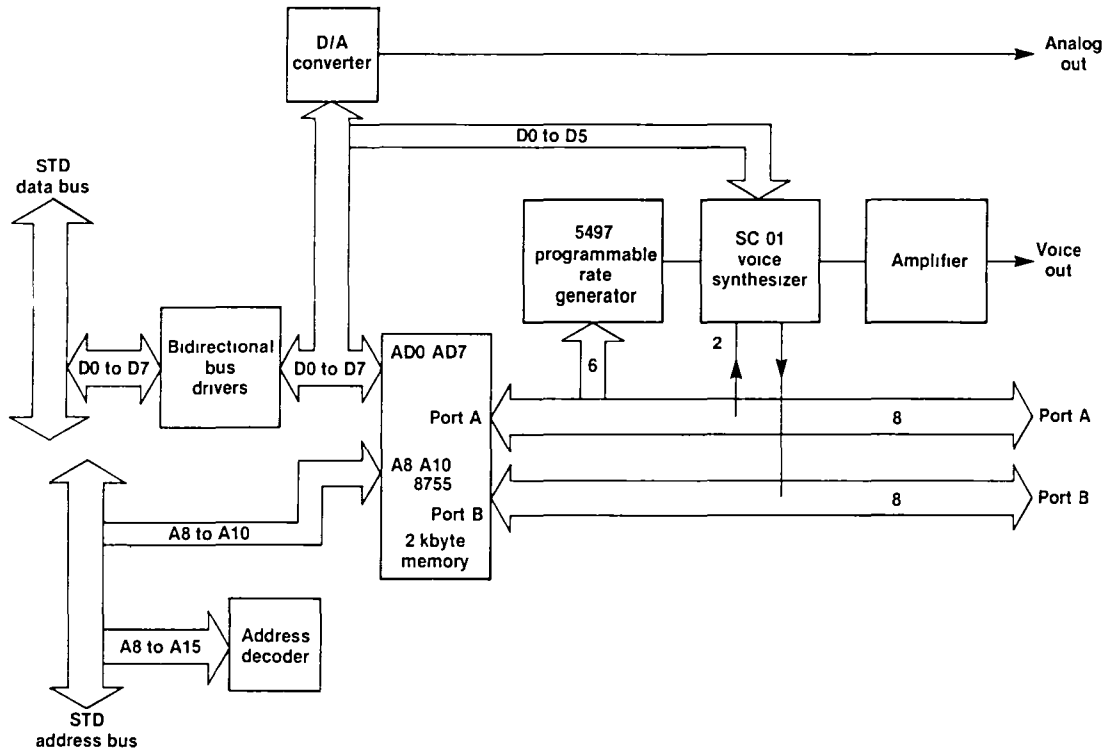 D/A
converter
Analog
out
D0 to D5
STD
data bus
5497
programmable
rate
generator
SC 01
voice
synthesizer
Amplifier
Voice
out
D0 to D7
Bidirectional
bus
drivers
D0 to D7
AD0 AD7
2
6
Port A
8
Port A
A8 A10
8755
Port B
8
Port B
2 kbyte
memory
A8 to A10
A8 to A15
Address
decoder
STD
address bus